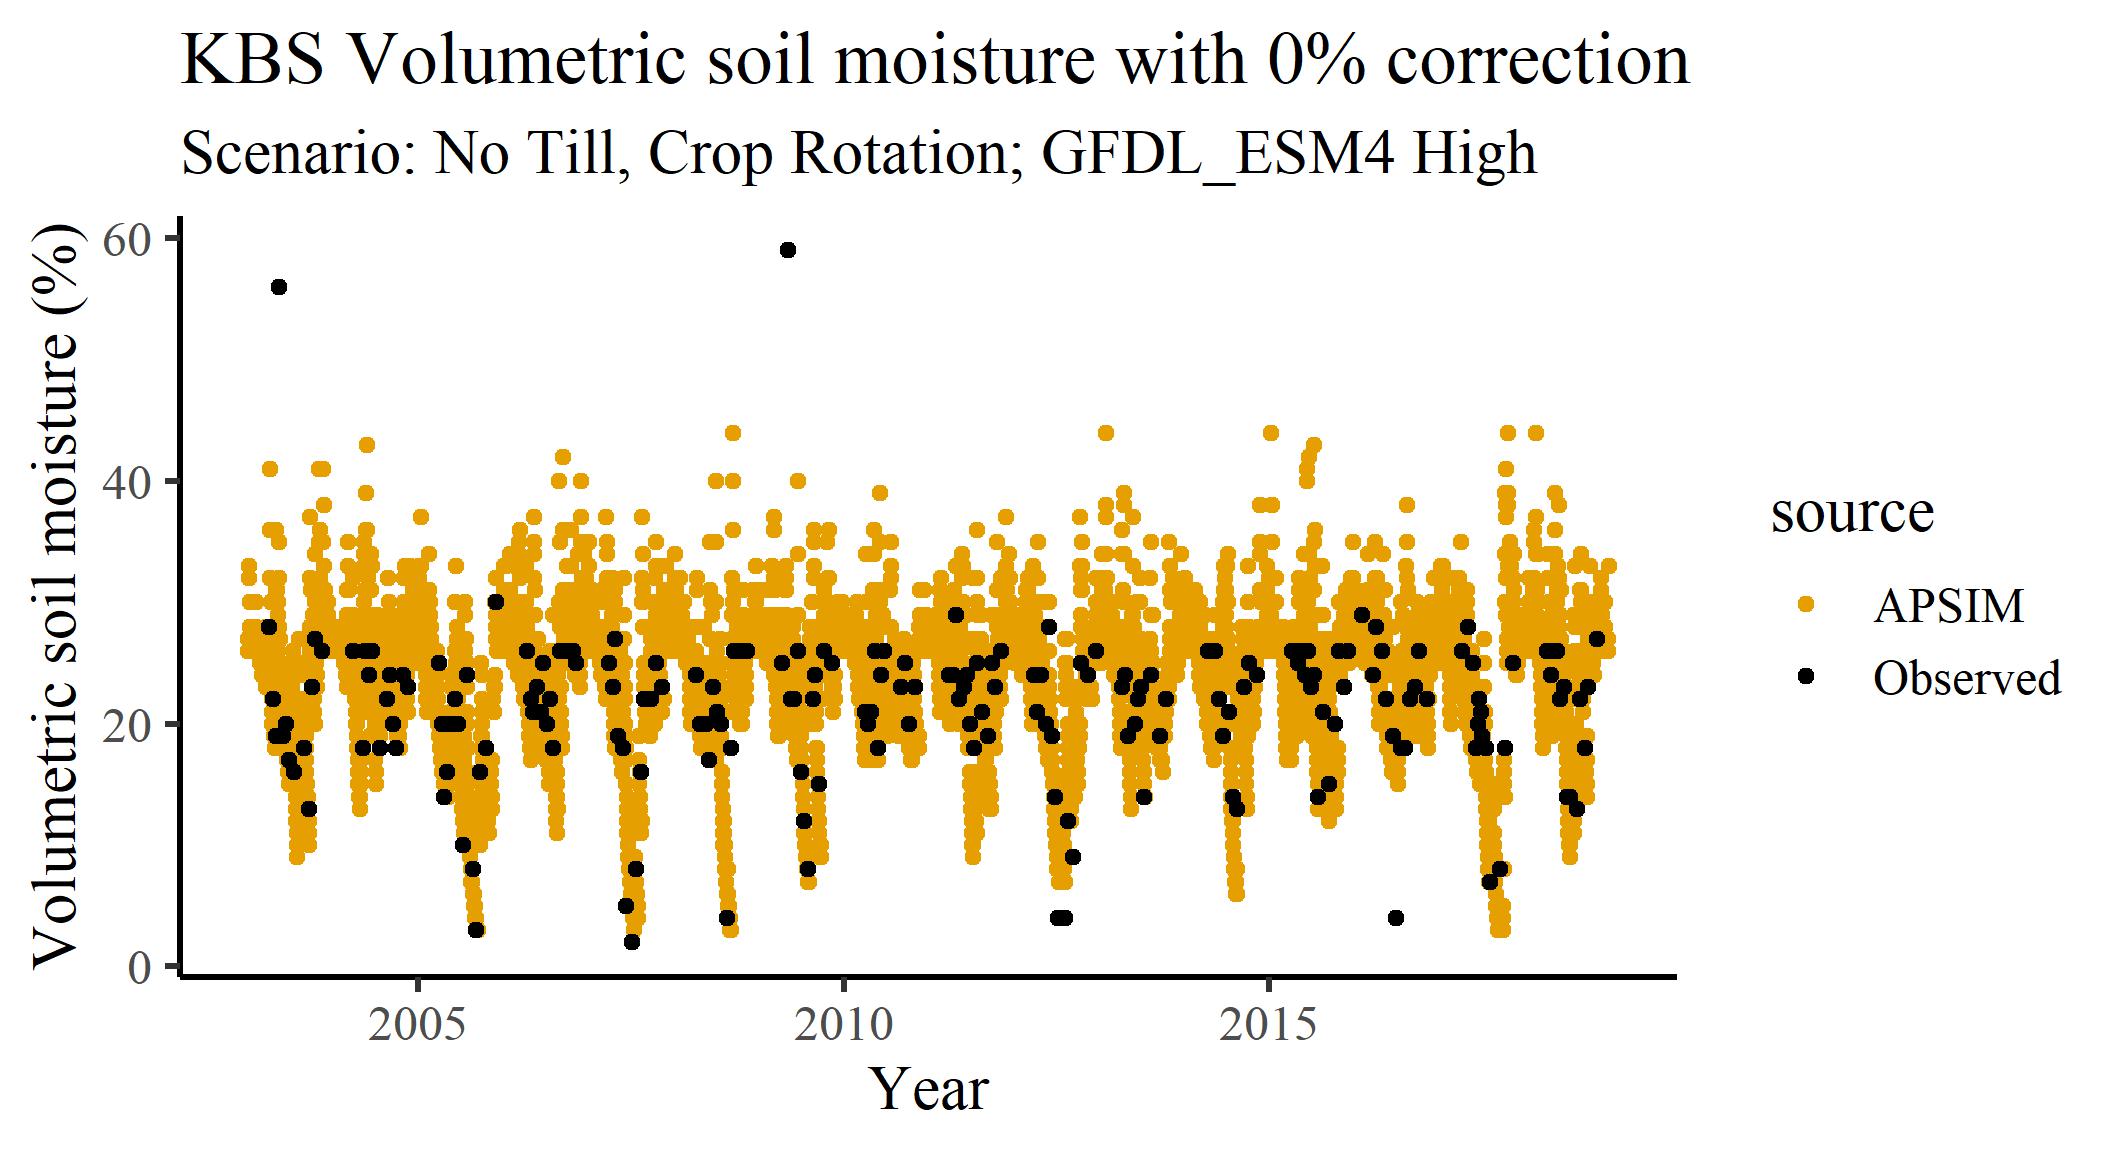 KBS Volumetric soil moisture with 0% correction
Scenario: No Till, Crop Rotation; GFDL_ESM4 High
Volumetric soil moisture (%)
60
40
20
0
2005
2010
2015
Year
source
APSIM
Observed